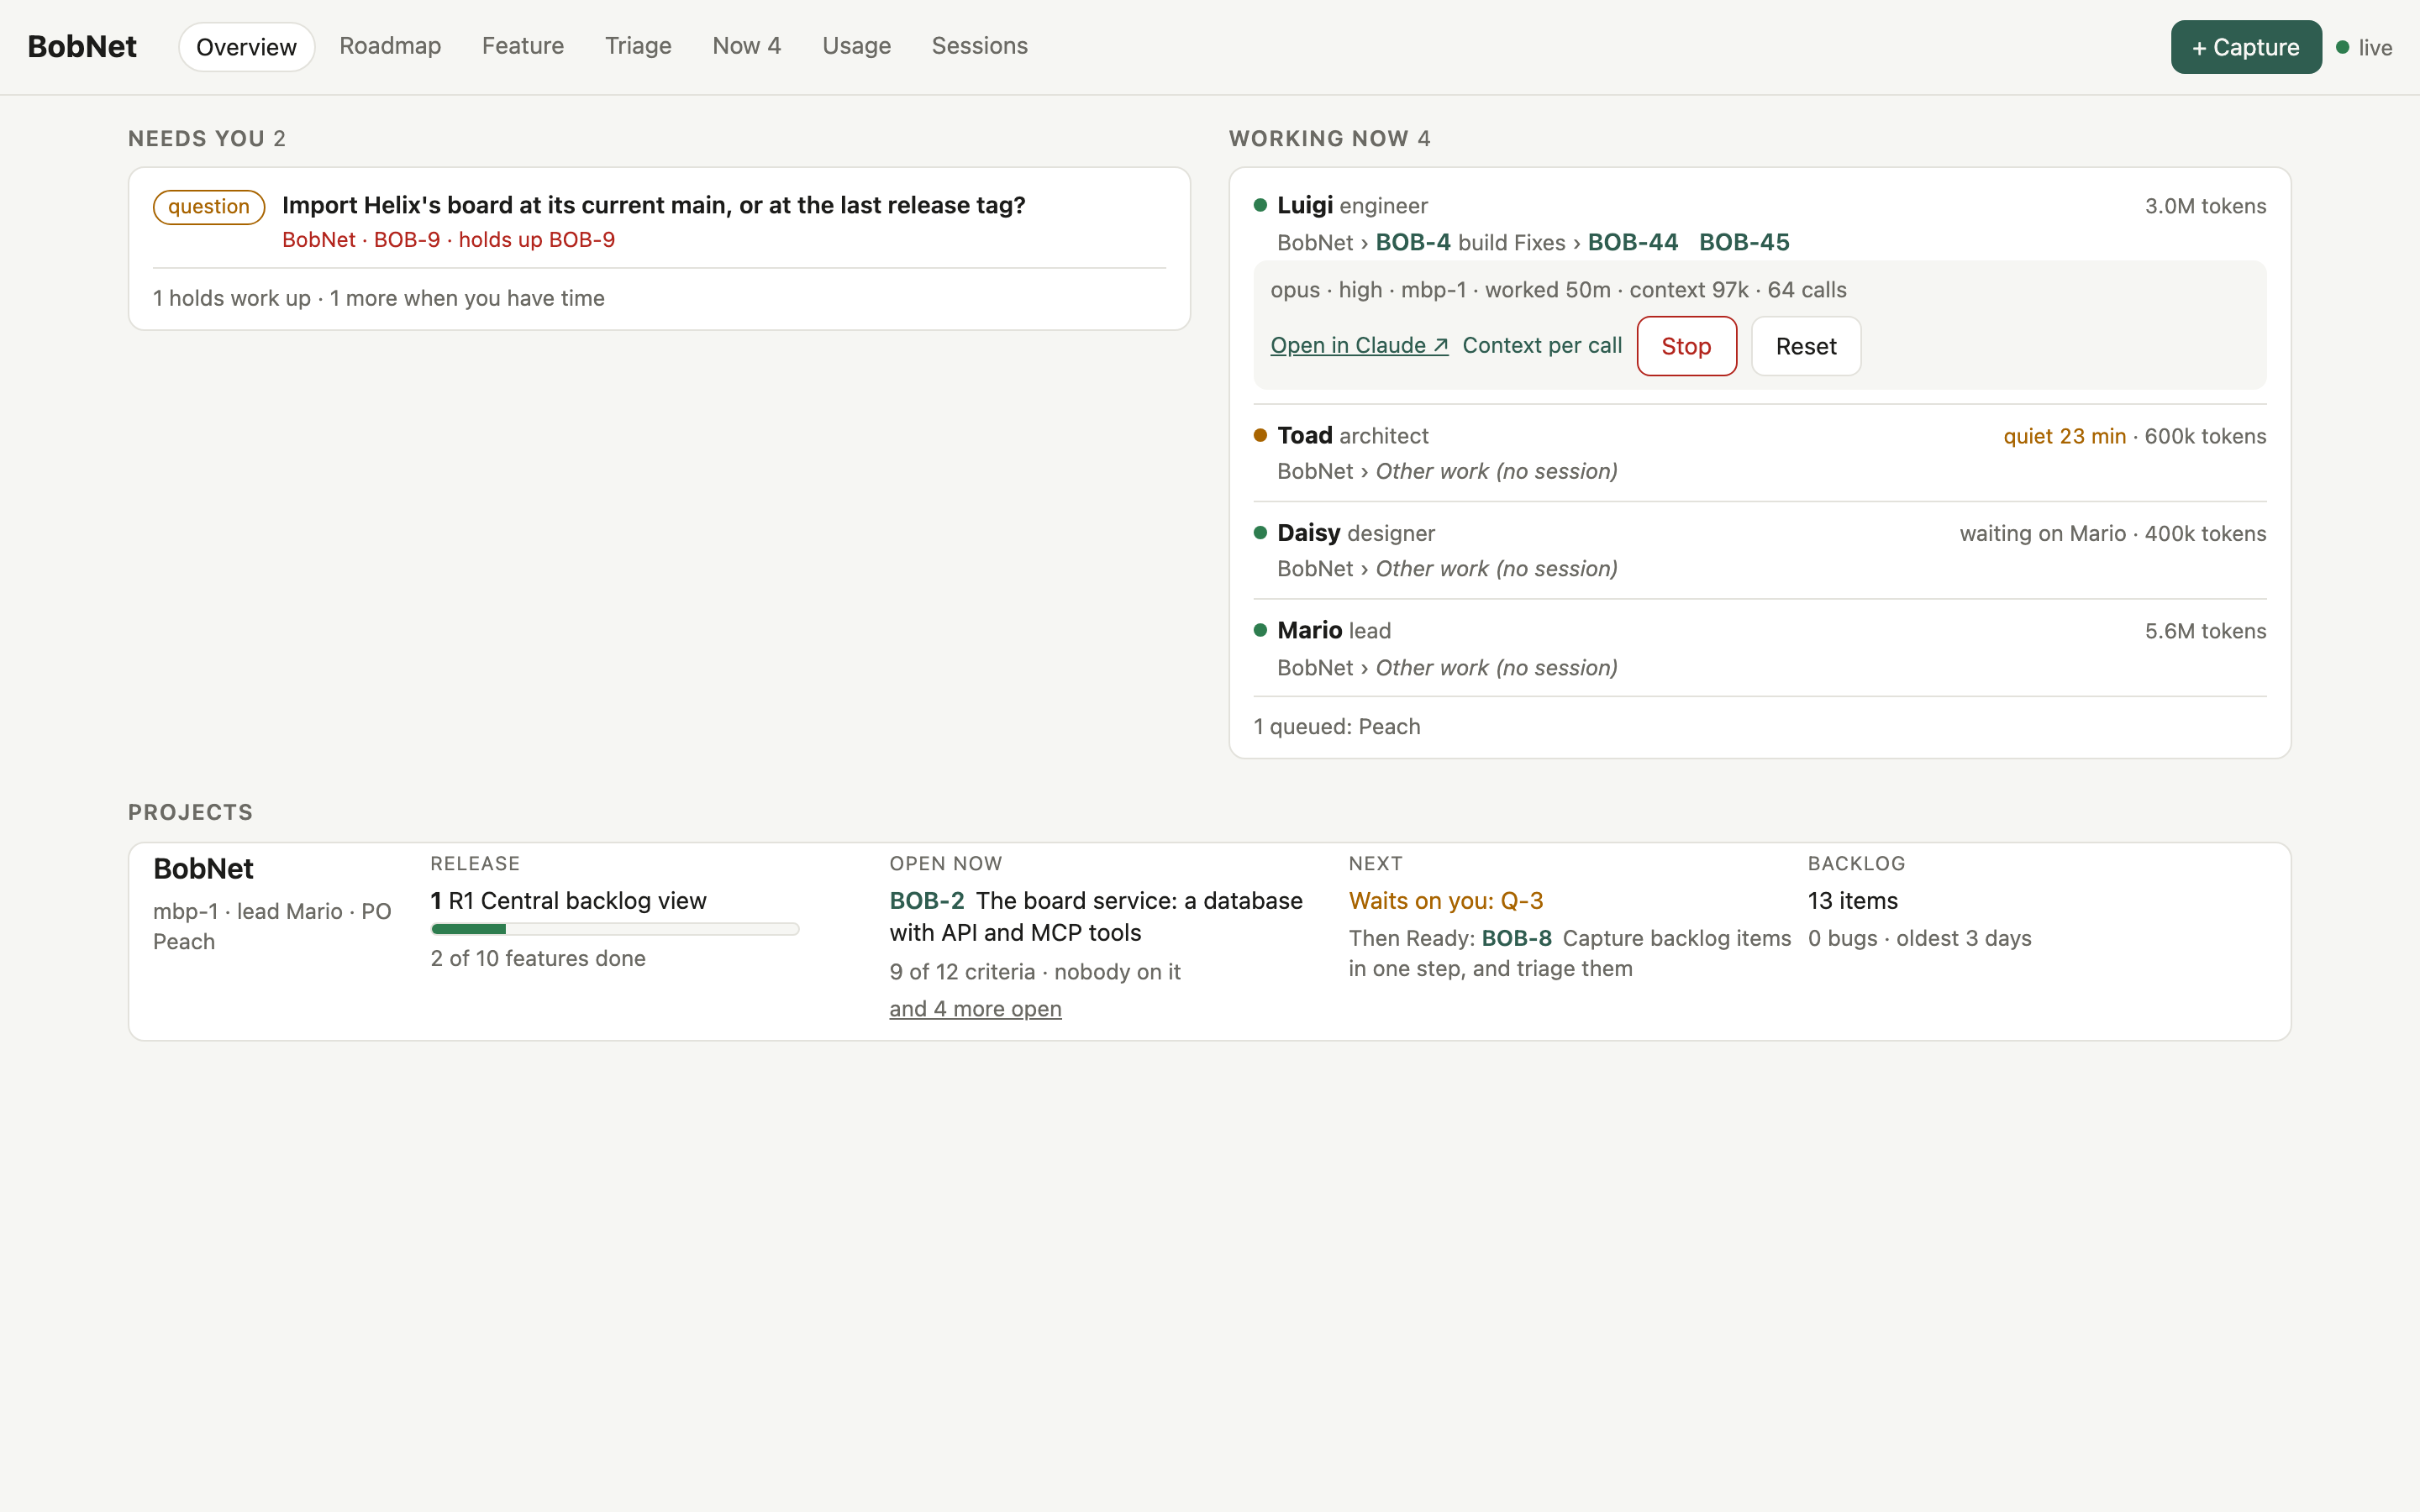 BobNet Overview Roadmap Feature Triage Now 4 Usage Sessions + Capture live
NEEDS YOU 2
question Import Helix's board at its current main, or at the last release tag?
BobNet · BOB-9 · holds up BOB-9
1 holds work up · 1 more when you have time
WORKING NOW 4
Luigi engineer 3.0M tokens
BobNet › BOB-4 build Fixes › BOB-44 BOB-45
opus · high · mbp-1 · worked 50m · context 97k · 64 calls
Open in Claude ↗ Context per call Stop Reset
Toad architect quiet 23 min · 600k tokens
BobNet › Other work (no session)
Daisy designer waiting on Mario · 400k tokens
BobNet › Other work (no session)
Mario lead 5.6M tokens
BobNet › Other work (no session)
1 queued: Peach
PROJECTS
BobNet
mbp-1 · lead Mario · PO
Peach
RELEASE
1 R1 Central backlog view
2 of 10 features done
OPEN NOW
BOB-2 The board service: a database
with API and MCP tools
9 of 12 criteria · nobody on it
and 4 more open
NEXT
Waits on you: Q-3
Then Ready: BOB-8 Capture backlog items
in one step, and triage them
BACKLOG
13 items
0 bugs · oldest 3 days